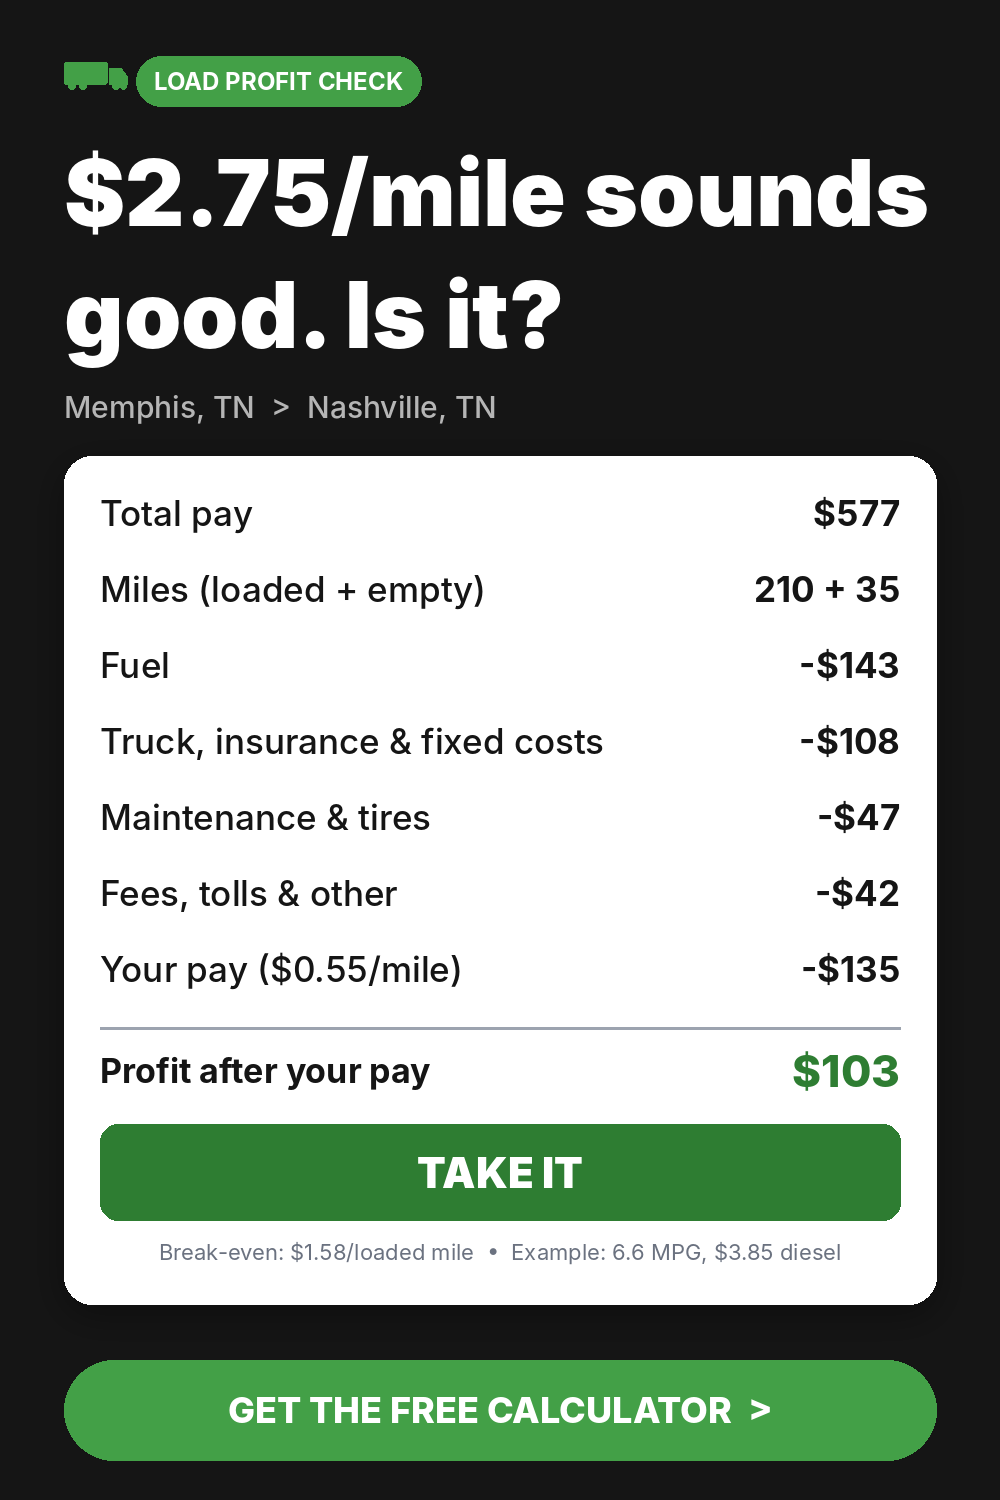 LOAD PROFIT CHECK
$2.75/mile sounds
good. Is it?
Memphis, TN > Nashville, TN
Total pay $577
Miles (loaded + empty) 210 + 35
Fuel -$143
Truck, insurance & fixed costs -$108
Maintenance & tires -$47
Fees, tolls & other -$42
Your pay ($0.55/mile) -$135
Profit after your pay $103
TAKE IT
Break-even: $1.58/loaded mile • Example: 6.6 MPG, $3.85 diesel
GET THE FREE CALCULATOR >